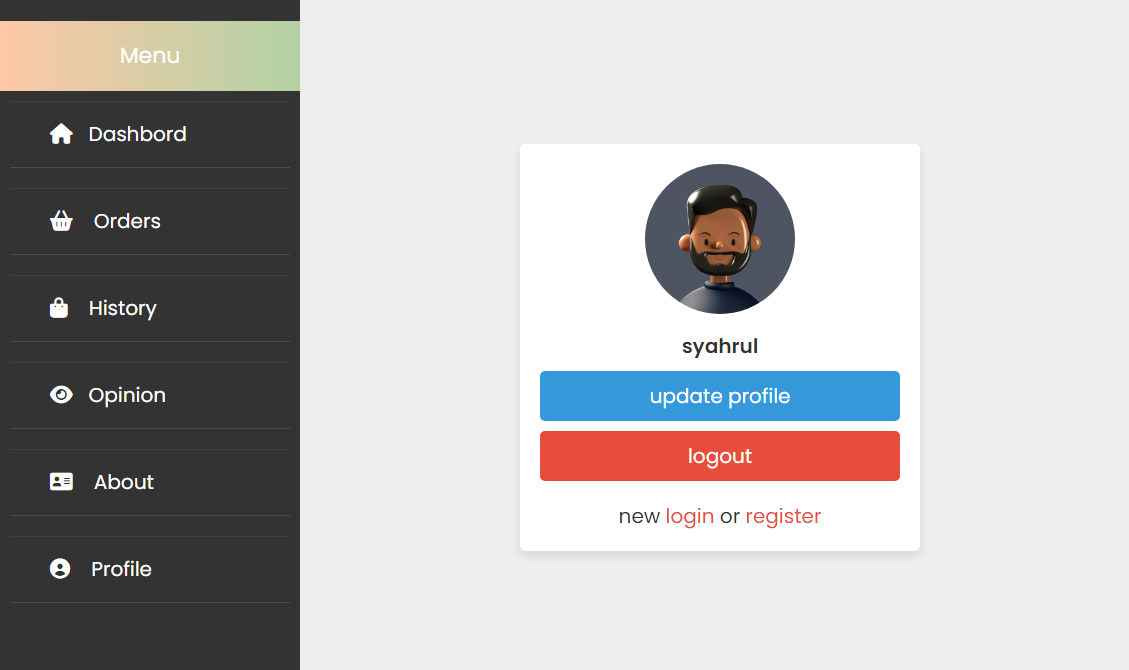 Menu
Dashbord
Orders
History
Opinion
About
Profile
syahrul
update profile
logout
new login or register